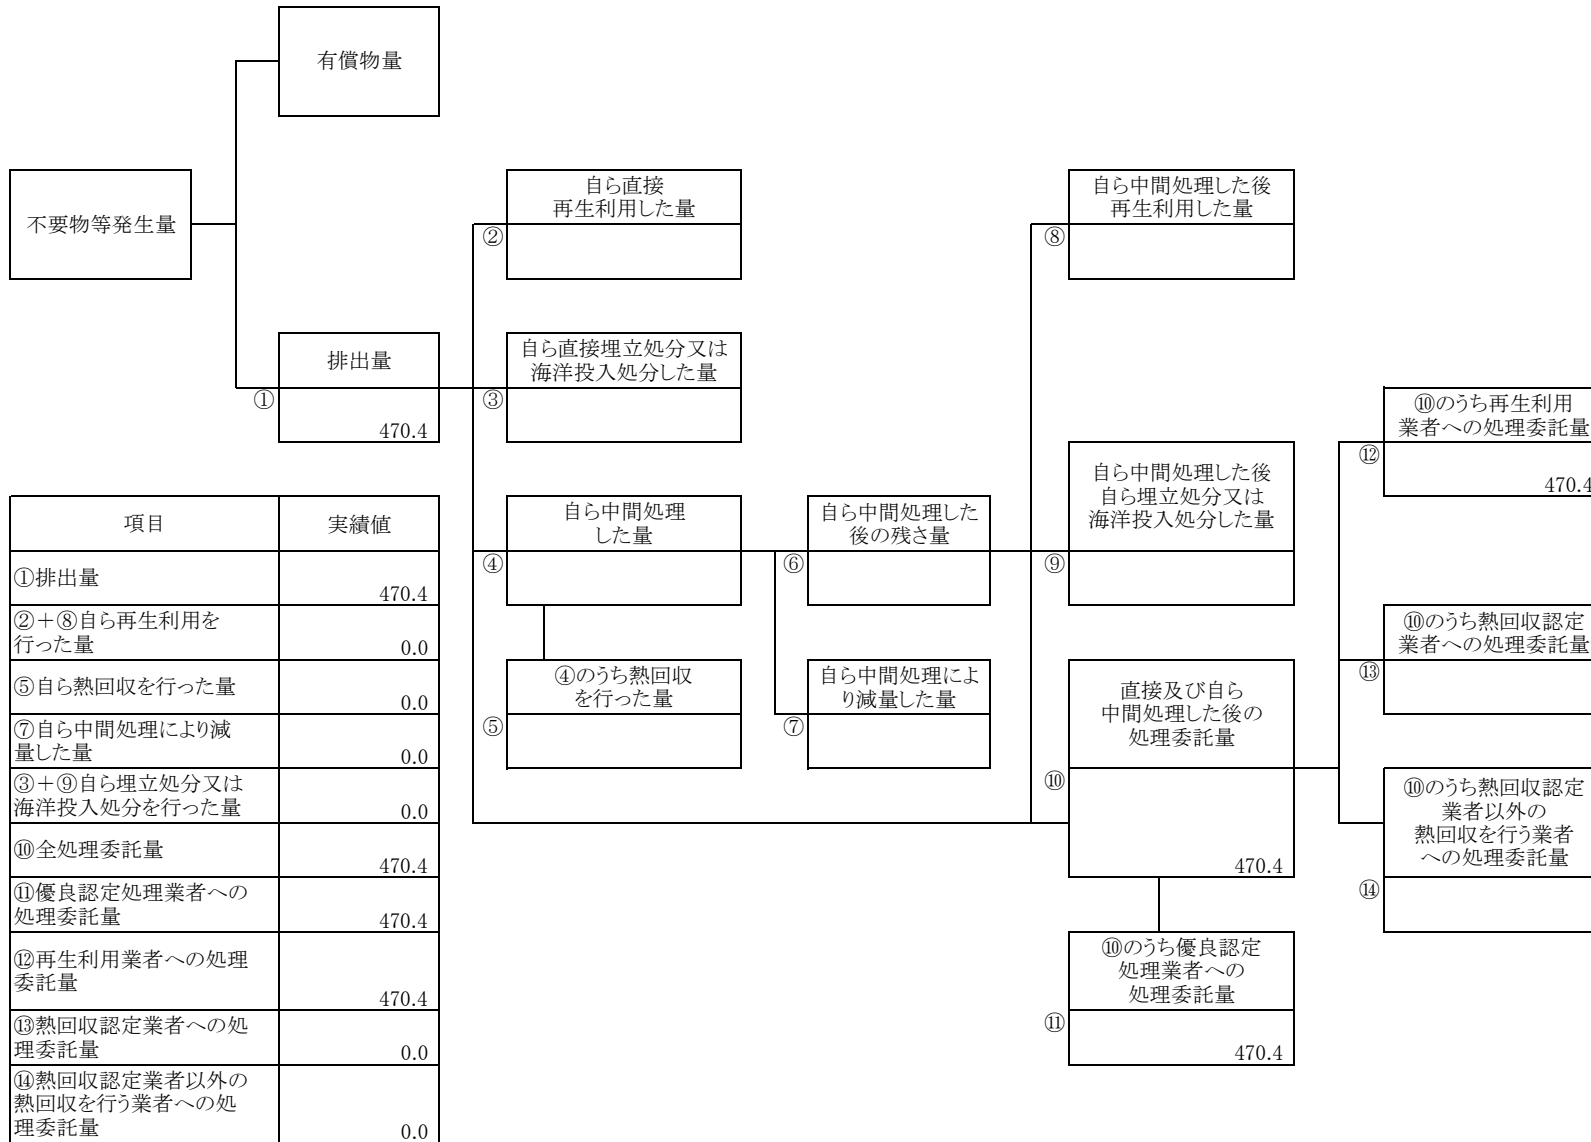 有償物量
不要物等発生量
排出量
①
470.4
自ら直接
再生利用した量
②
自ら直接埋立処分又は
海洋投入処分した量
③
自ら中間処理
した量
④
④のうち熱回収
を行った量
⑤
自ら中間処理した
後の残さ量
⑥
自ら中間処理によ
り減量した量
⑦
自ら中間処理した後
再生利用した量
⑧
自ら中間処理した後
自ら埋立処分又は
海洋投入処分した量
⑨
直接及び自ら
中間処理した後の
処理委託量
⑩
470.4
⑩のうち優良認定
処理業者への
処理委託量
⑪
470.4
⑩のうち再生利用
業者への処理委託量
⑫
470.4
⑩のうち熱回収認定
業者への処理委託量
⑬
⑩のうち熱回収認定
業者以外の
熱回収を行う業者
への処理委託量
⑭
項目 実績値
①排出量 470.4
②+⑧自ら再生利用を
行った量 0.0
⑤自ら熱回収を行った量 0.0
⑦自ら中間処理により減
量した量 0.0
③+⑨自ら埋立処分又は
海洋投入処分を行った量 0.0
⑩全処理委託量 470.4
⑪優良認定処理業者への
処理委託量 470.4
⑫再生利用業者への処理
委託量 470.4
⑬熱回収認定業者への処
理委託量 0.0
⑭熱回収認定業者以外の
熱回収を行う業者への処
理委託量 0.0